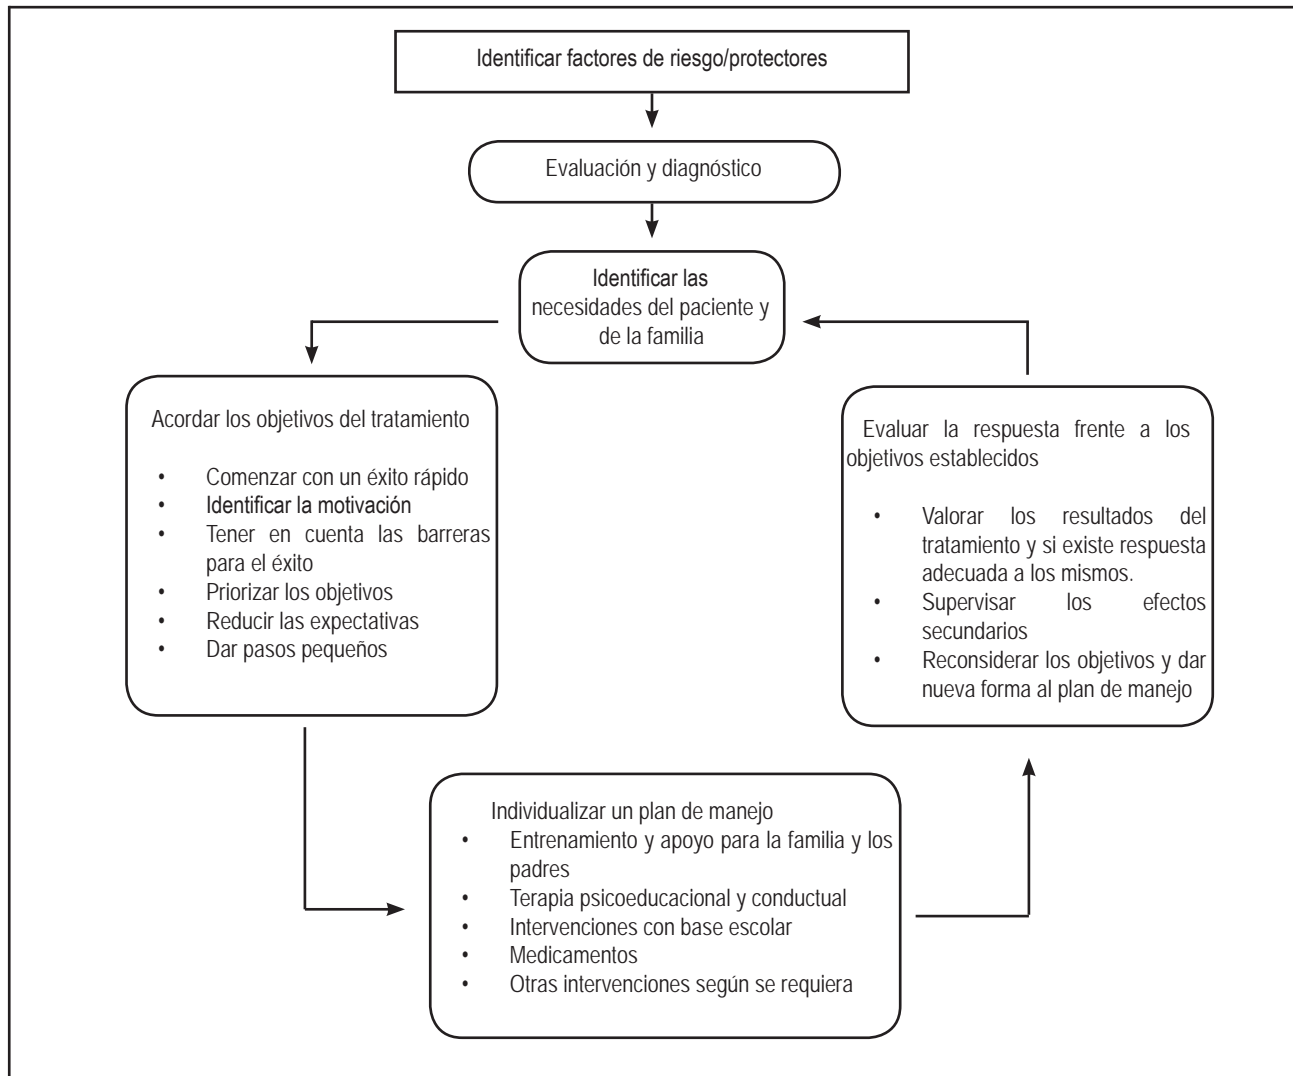 Identificar factores de riesgo/protectores
Evaluación y diagnóstico
Identificar las
necesidades del paciente y
de la familia
Acordar los objetivos del tratamiento
• Comenzar con un éxito rápido
• Identificar la motivación
• Tener en cuenta las barreras
para el éxito
• Priorizar los objetivos
• Reducir las expectativas
• Dar pasos pequeños
Individualizar un plan de manejo
• Entrenamiento y apoyo para la familia y los
padres
• Terapia psicoeducacional y conductual
• Intervenciones con base escolar
• Medicamentos
• Otras intervenciones según se requiera
Evaluar la respuesta frente a los
objetivos establecidos
• Valorar los resultados del
tratamiento y si existe respuesta
adecuada a los mismos.
• Supervisar los efectos
secundarios
• Reconsiderar los objetivos y dar
nueva forma al plan de manejo